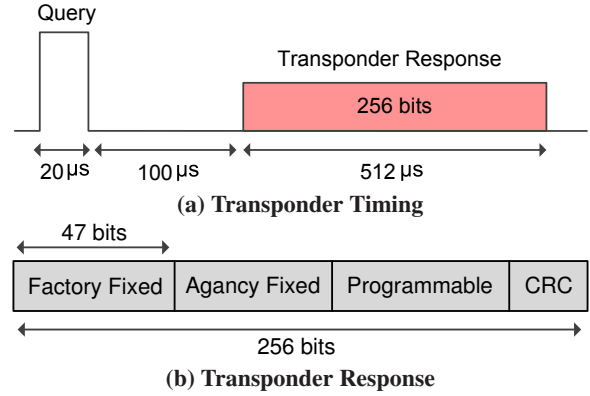 Query
Transponder Response
256 bits
20 µs
100 µs
512 µs
(a) Transponder Timing
47 bits
Factory Fixed
Agancy Fixed
Programmable
CRC
256 bits
(b) Transponder Response